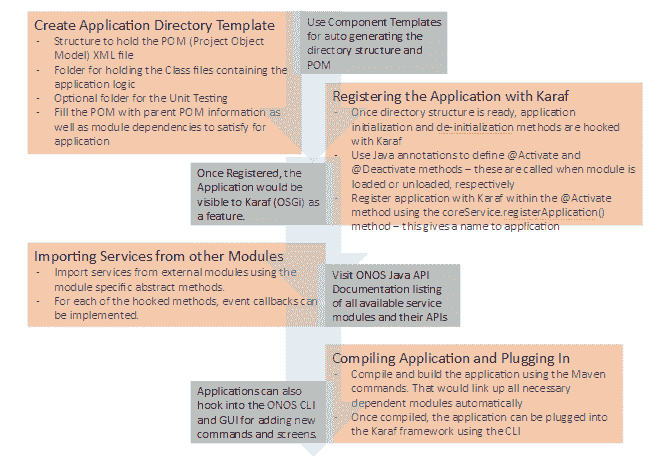 Create Application Directory Template
- Structure to hold the POM (Project Object
Model) XML file
- Folder for holding the Class files containing the
application logic
- Optional folder for the Unit Testing
- Fill the POM with parent POM information as
well as module dependencies to satisfy for
application
Use Component Templates
for auto generating the
directory structure and
POM
Registering the Application with Karaf
- Once directory structure is ready, application
initialization and de-initialization methods are hooked
with Karaf
- Use Java annotations to define @Activate and
@Deactivate methods – these are called when module is
loaded or unloaded, respectively
- Register application with Karaf within the @Activate
method using the coreService.registerApplication()
method – this gives a name to application
Once Registered, the
Application would be
visible to Karaf (OSGi) as
a feature.
Importing Services from other Modules
- Import services from external modules using the
module specific abstract methods.
- For each of the hooked methods, event callbacks can
be implemented.
Visit ONOS Java API
Documentation listing
of all available service
modules and their APIs
Compiling Application and Plugging In
- Compile and build the application using the Maven
commands. That would link up all necessary
dependent modules automatically
- Once compiled, the application can be plugged into
the Karaf framework using the CLI
Applications can also
hook into the ONOS CLI
and GUI for adding new
commands and screens.